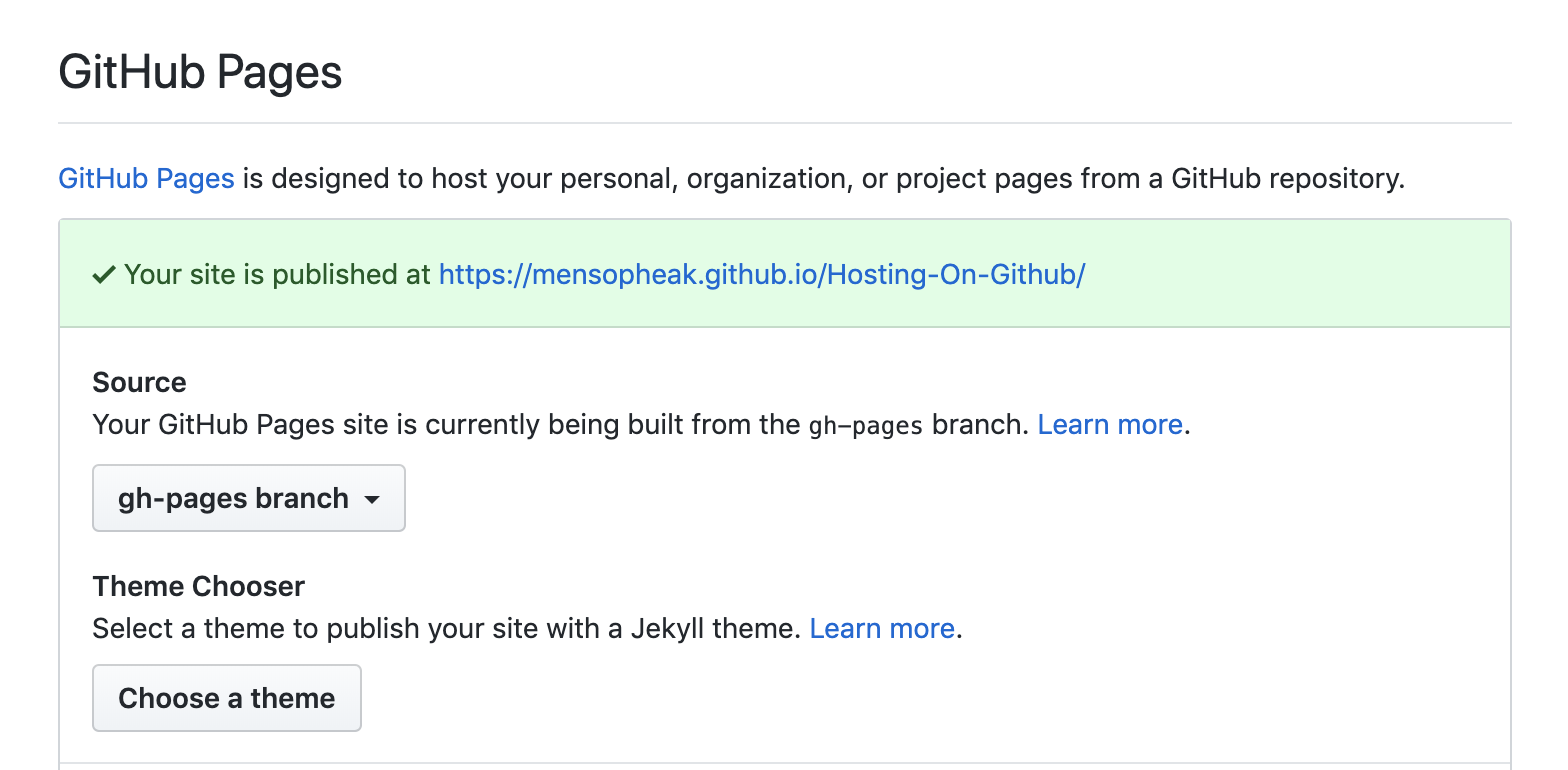 GitHub Pages
GitHub Pages is designed to host your personal, organization, or project pages from a GitHub repository.
Your site is published at https://mensopheak.github.io/Hosting-On-Github/
Source
Your GitHub Pages site is currently being built from the gh-pages branch. Learn more.
gh-pages branch
Theme Chooser
Select a theme to publish your site with a Jekyll theme. Learn more.
Choose a theme